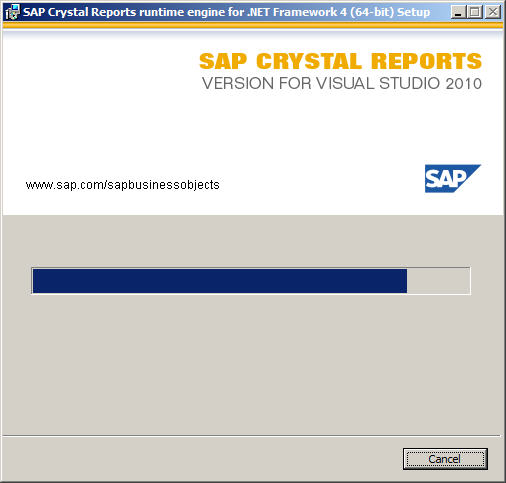 SAP Crystal Reports runtime engine for .NET Framework 4 (64-bit) Setup
SAP CRYSTAL REPORTS
VERSION FOR VISUAL STUDIO 2010
www.sap.com/sapbusinessobjects
SAP
Cancel